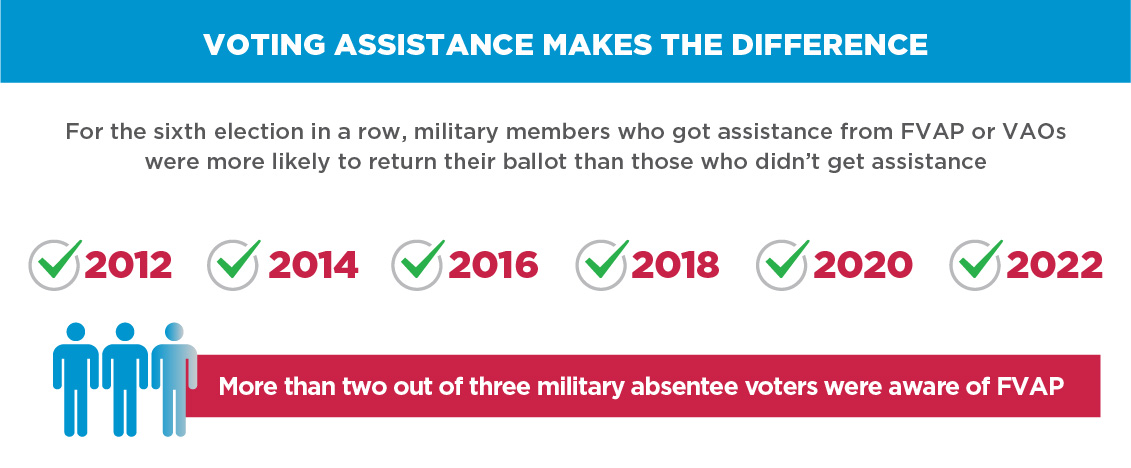 VOTING ASSISTANCE MAKES THE DIFFERENCE
For the sixth election in a row, military members who got assistance from FVAP or VAOs
were more likely to return their ballot than those who didn’t get assistance
2012 2014 2016 2018 2020 2022
More than two out of three military absentee voters were aware of FVAP